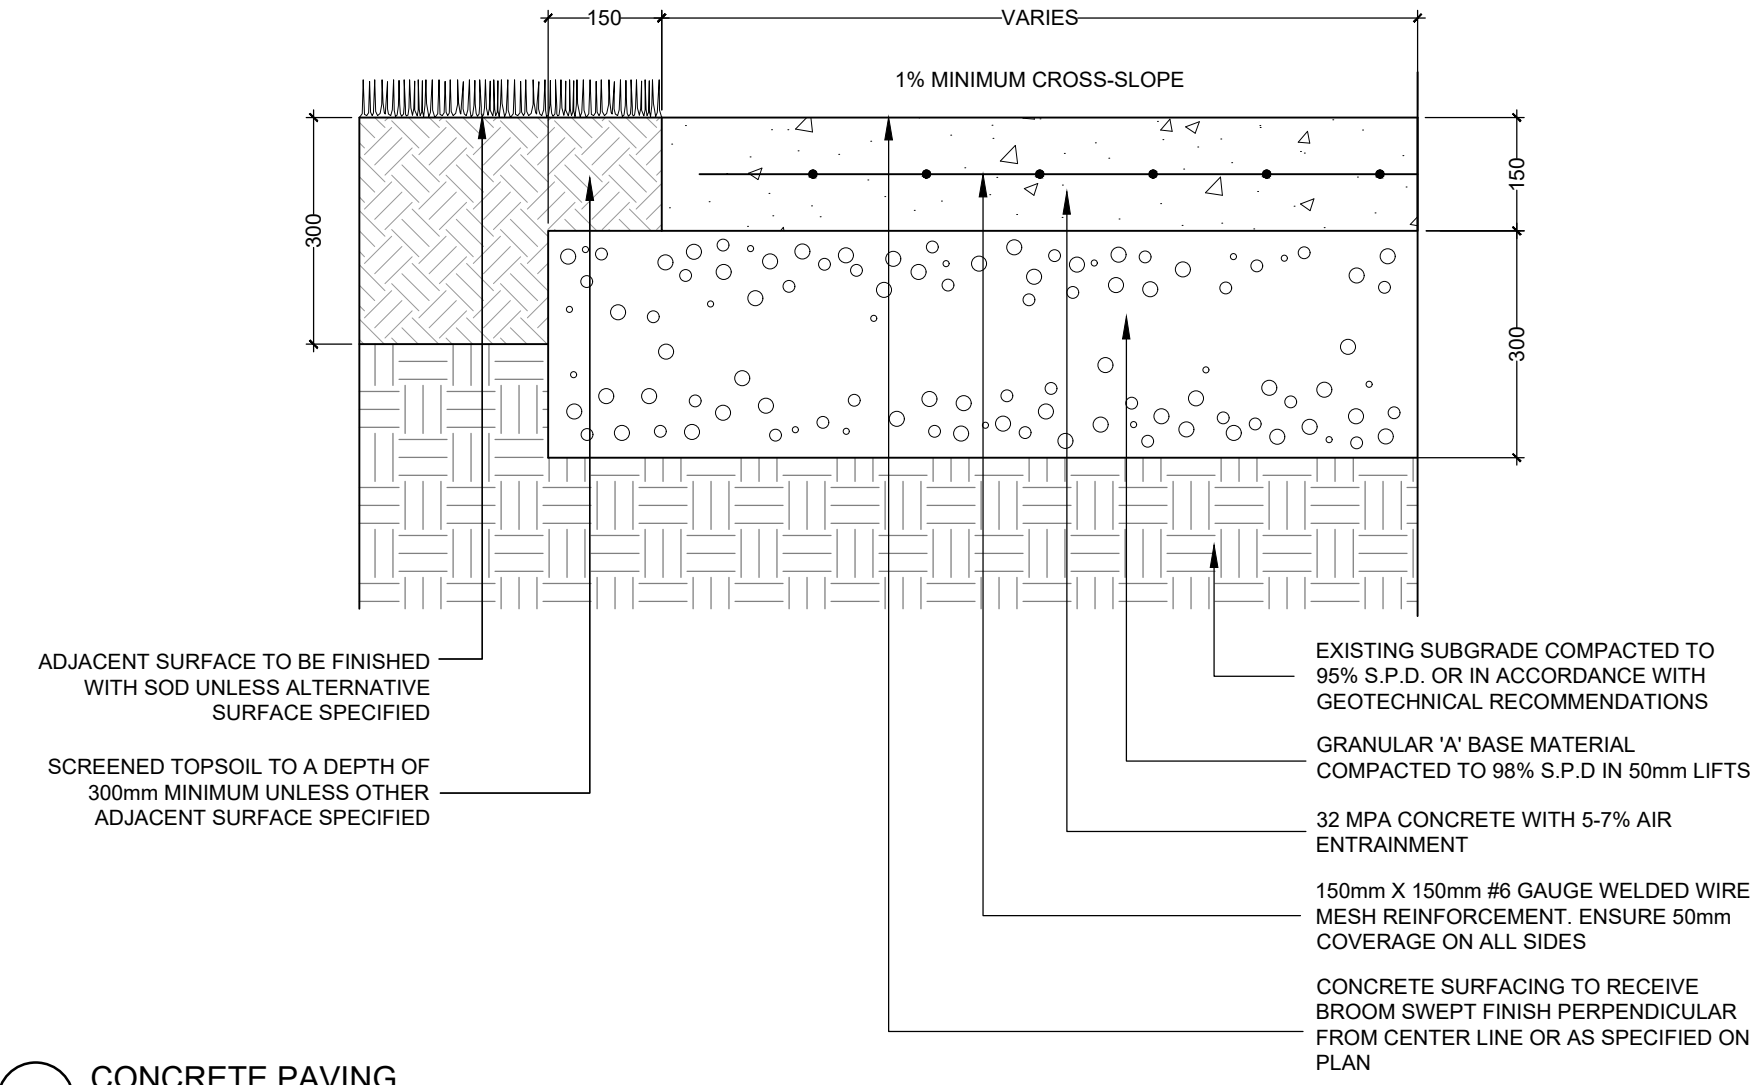 150
VARIES
1% MINIMUM CROSS-SLOPE
300
150
300
ADJACENT SURFACE TO BE FINISHED
WITH SOD UNLESS ALTERNATIVE
SURFACE SPECIFIED
SCREENED TOPSOIL TO A DEPTH OF
300mm MINIMUM UNLESS OTHER
ADJACENT SURFACE SPECIFIED
EXISTING SUBGRADE COMPACTED TO
95% S.P.D. OR IN ACCORDANCE WITH
GEOTECHNICAL RECOMMENDATIONS
GRANULAR 'A' BASE MATERIAL
COMPACTED TO 98% S.P.D IN 50mm LIFTS
32 MPA CONCRETE WITH 5-7% AIR
ENTRAINMENT
150mm X 150mm #6 GAUGE WELDED WIRE
MESH REINFORCEMENT. ENSURE 50mm
COVERAGE ON ALL SIDES
CONCRETE SURFACING TO RECEIVE
BROOM SWEPT FINISH PERPENDICULAR
FROM CENTER LINE OR AS SPECIFIED ON
PLAN
CONCRETE PAVING